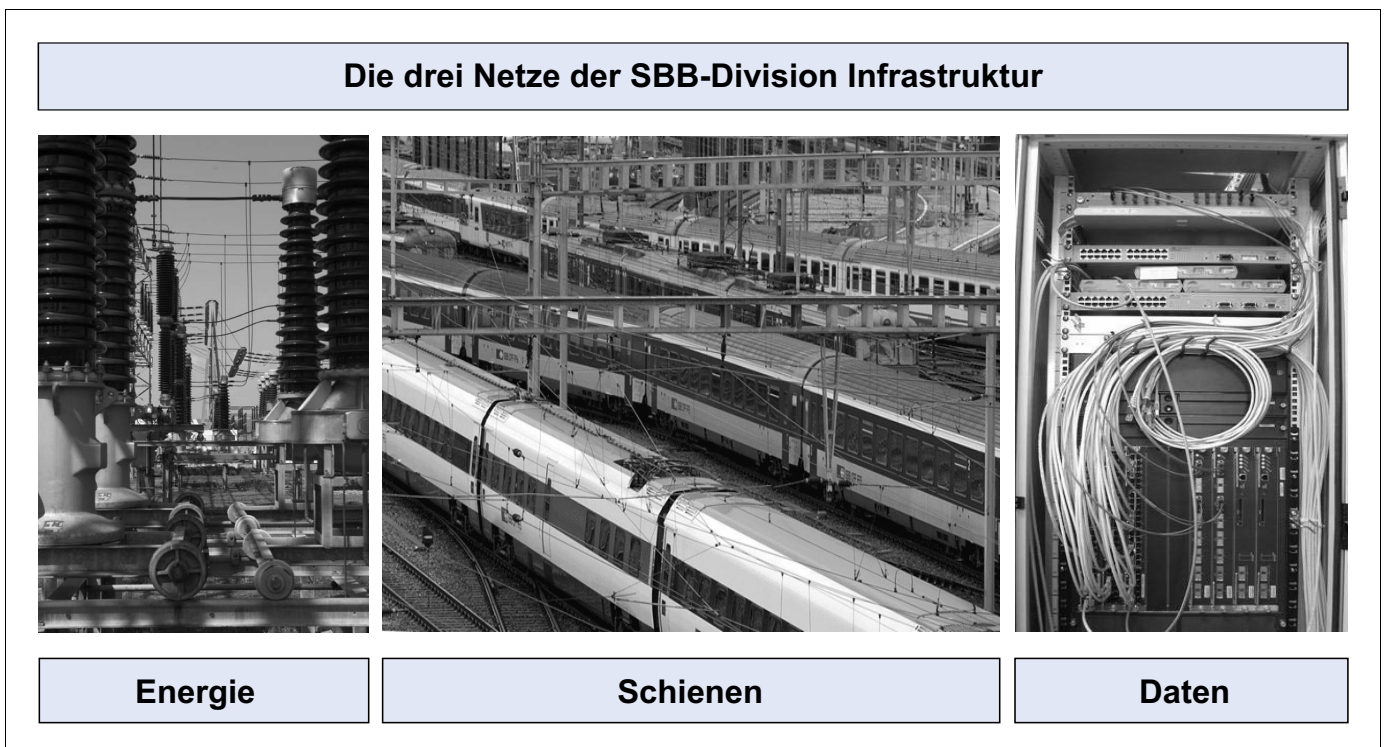 Die drei Netze der SBB-Division Infrastruktur
Energie
Schienen
Daten